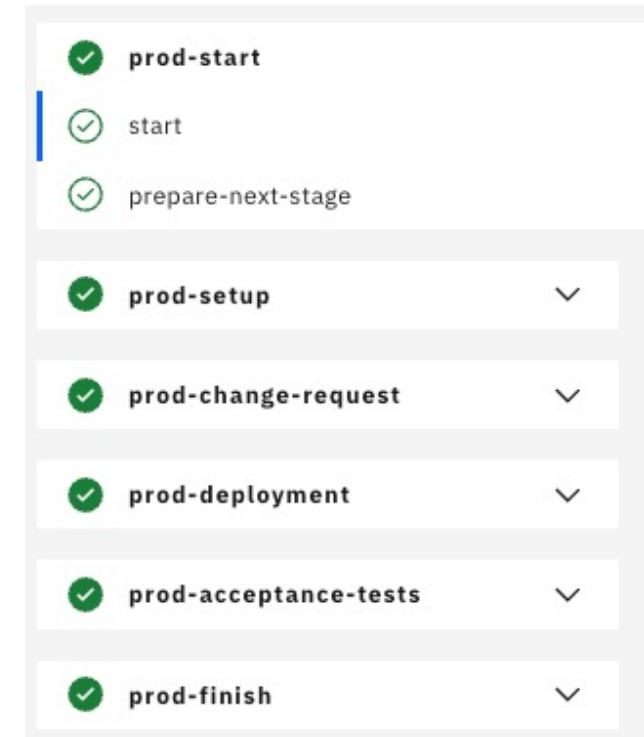 prod-start
start
prepare-next-stage
prod-setup
prod-change-request
prod-deployment
prod-acceptance-tests
prod-finish